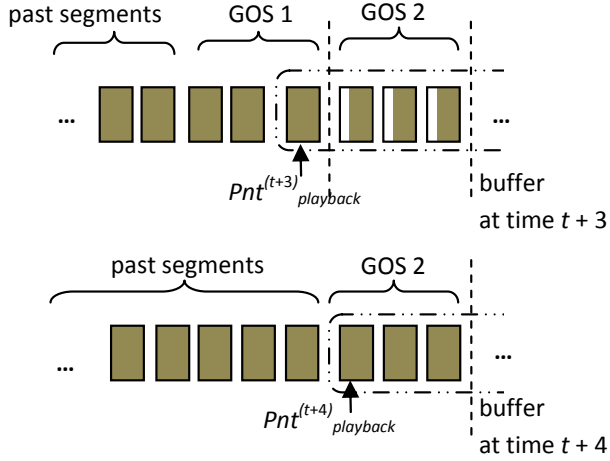 past segments
GOS 1
GOS 2
...
...
Pnt(t+3)playback
buffer
at time t + 3
past segments
GOS 2
...
...
Pnt(t+4)playback
buffer
at time t + 4